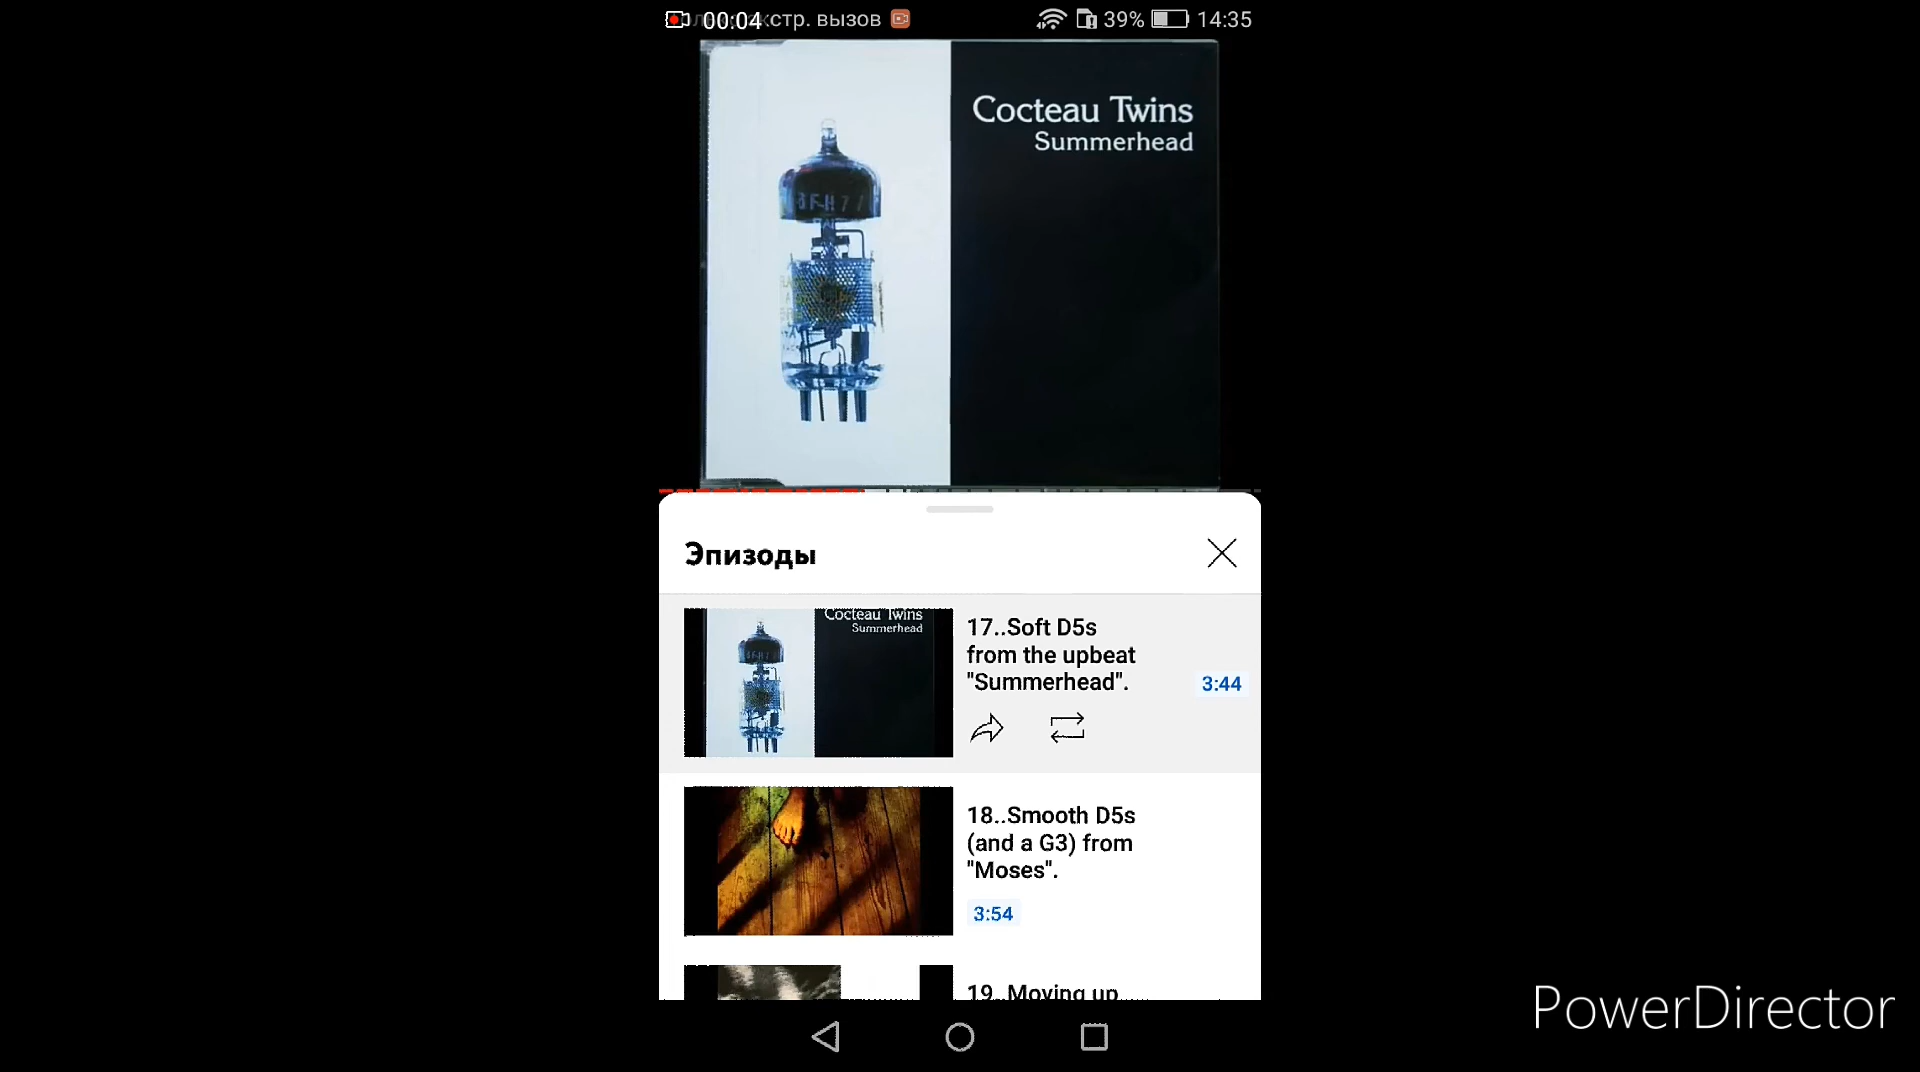 00:04 кстр. вызов 39% 14:35
Cocteau Twins
Summerhead
Эпизоды
Cocteau Twins
Summerhead
17..Soft D5s
from the upbeat
"Summerhead".
3:44
18..Smooth D5s
(and a G3) from
"Moses".
3:54
19..Moving up
PowerDirector